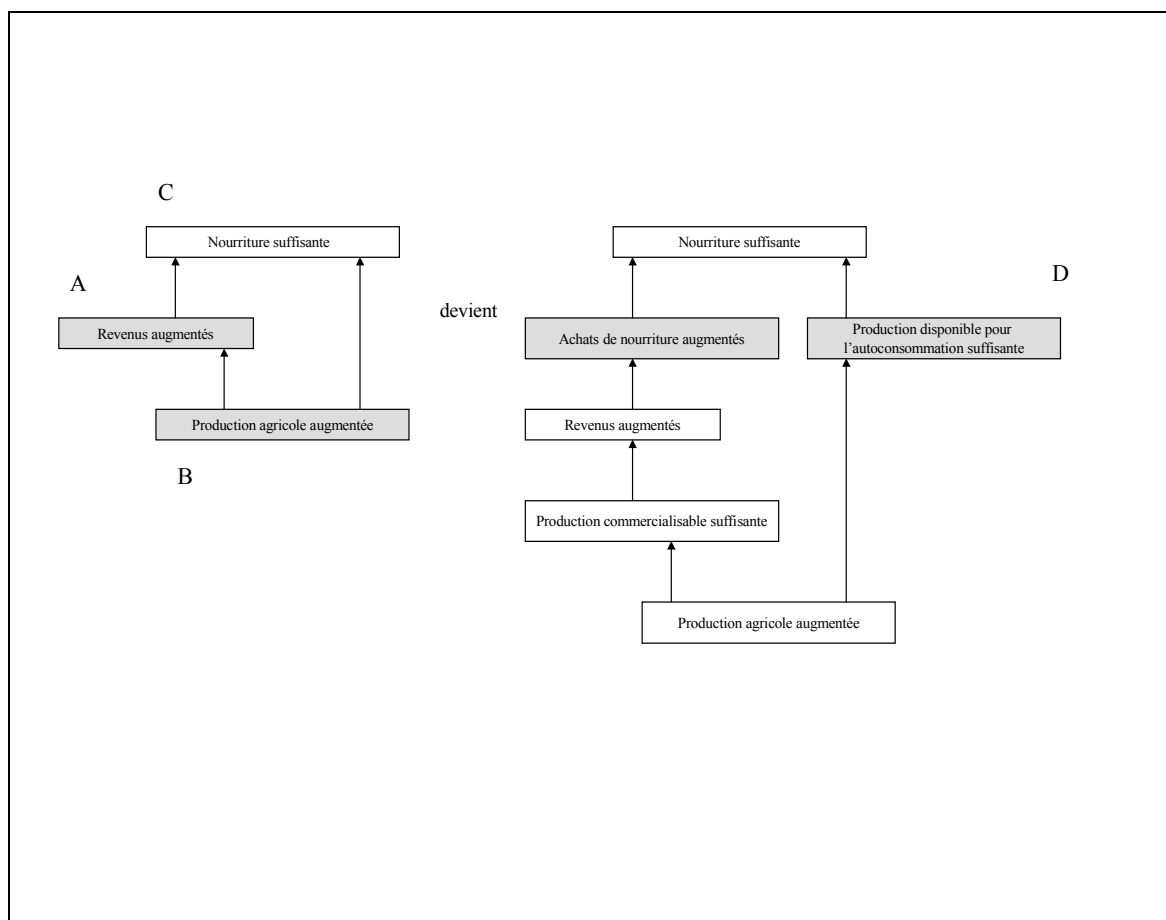 C
Nourriture suffisante
A
Revenus augmentés
Production agricole augmentée
B
devient
Nourriture suffisante
D
Achats de nourriture augmentés
Production disponible pour
l’autoconsommation suffisante
Revenus augmentés
Production commercialisable suffisante
Production agricole augmentée